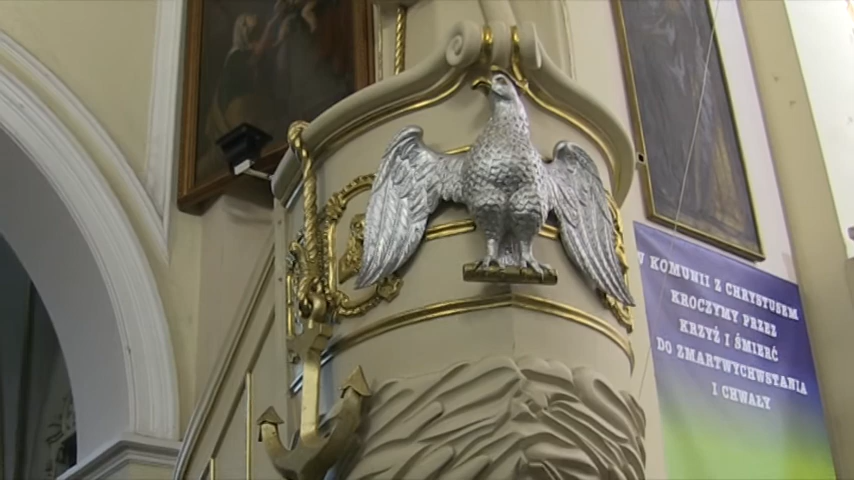 W KOMUNII Z CHRYSTUSEM
KROCZYMY PRZEZ
KRZYŻ I ŚMIERĆ
DO ZMARTWYCHWSTANIA
I CHWAŁY